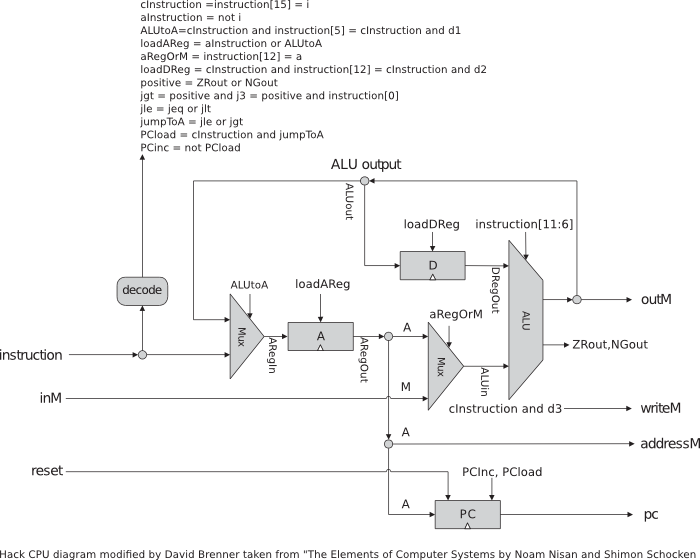 cInstruction =instruction[15] = i
aInstruction = not i
ALUtoA=cInstruction and instruction[5] = cInstruction and d1
loadAReg = aInstruction or ALUtoA
aRegOrM = instruction[12] = a
loadDReg = cInstruction and instruction[12] = cInstruction and d2
positive = ZRout or NGout
jgt = positive and j3 = positive and instruction[0]
jle = jeq or jlt
jumpToA = jle or jgt
PCload = cInstruction and jumpToA
PCinc = not PCload
ALU output
ALUout
loadDReg
instruction[11:6]
D
DRegOut
decode
ALUtoA
loadAReg
outM
aRegOrM
ALU
Mux
A
A
ZRout,NGout
instruction
ARegIn
ARegOut
Mux
ALUin
M
inM
cInstruction and d3
writeM
A
addressM
reset
PCInc, PCload
A
PC
pc
Hack CPU diagram modified by David Brenner taken from "The Elements of Computer Systems by Noam Nisan and Shimon Schocken